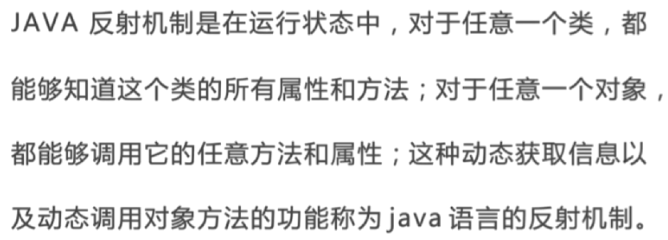 JAVA 反射机制是在运行状态中，对于任意一个类，都
能够知道这个类的所有属性和方法；对于任意一个对象，
都能够调用它的任意方法和属性；这种动态获取信息以
及动态调用对象方法的功能称为java语言的反射机制。